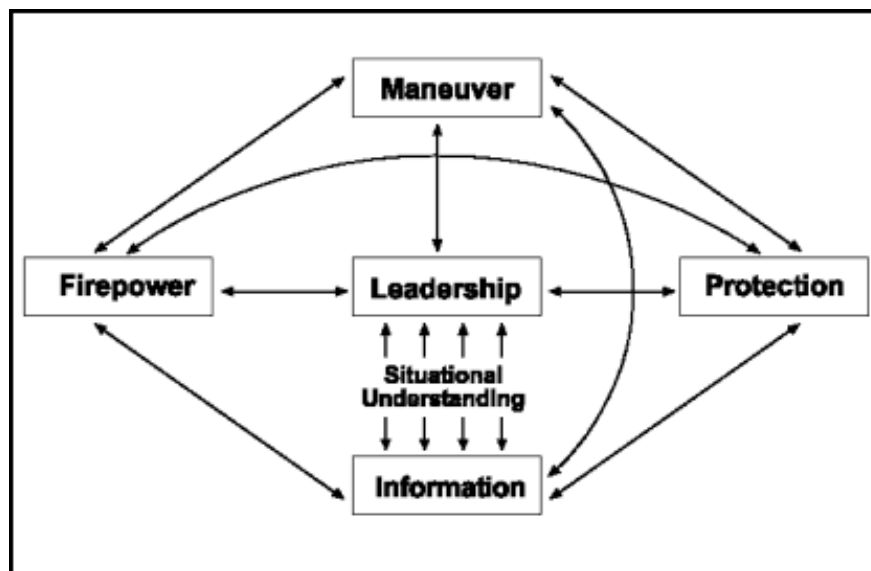 Maneuver
Firepower
Leadership
Protection
Situational
Understanding
Information